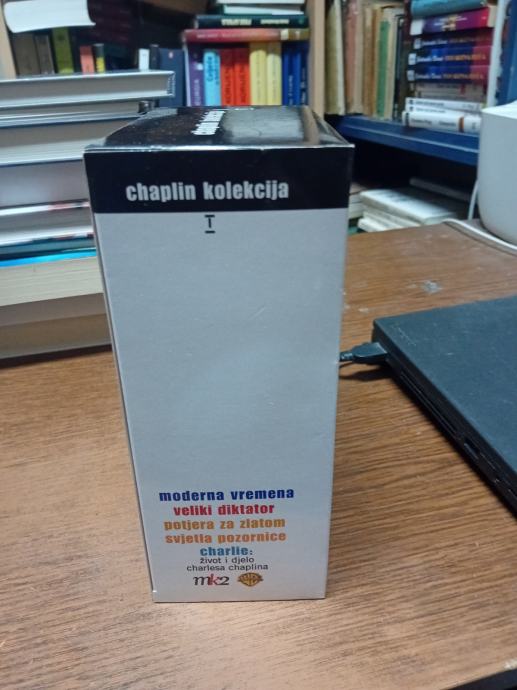 chaplin kolekcija
T
moderna vremena
veliki diktator
potjera za zlatom
svjetla pozornice
charlie:
život i djelo
charlesa chaplina
mk2